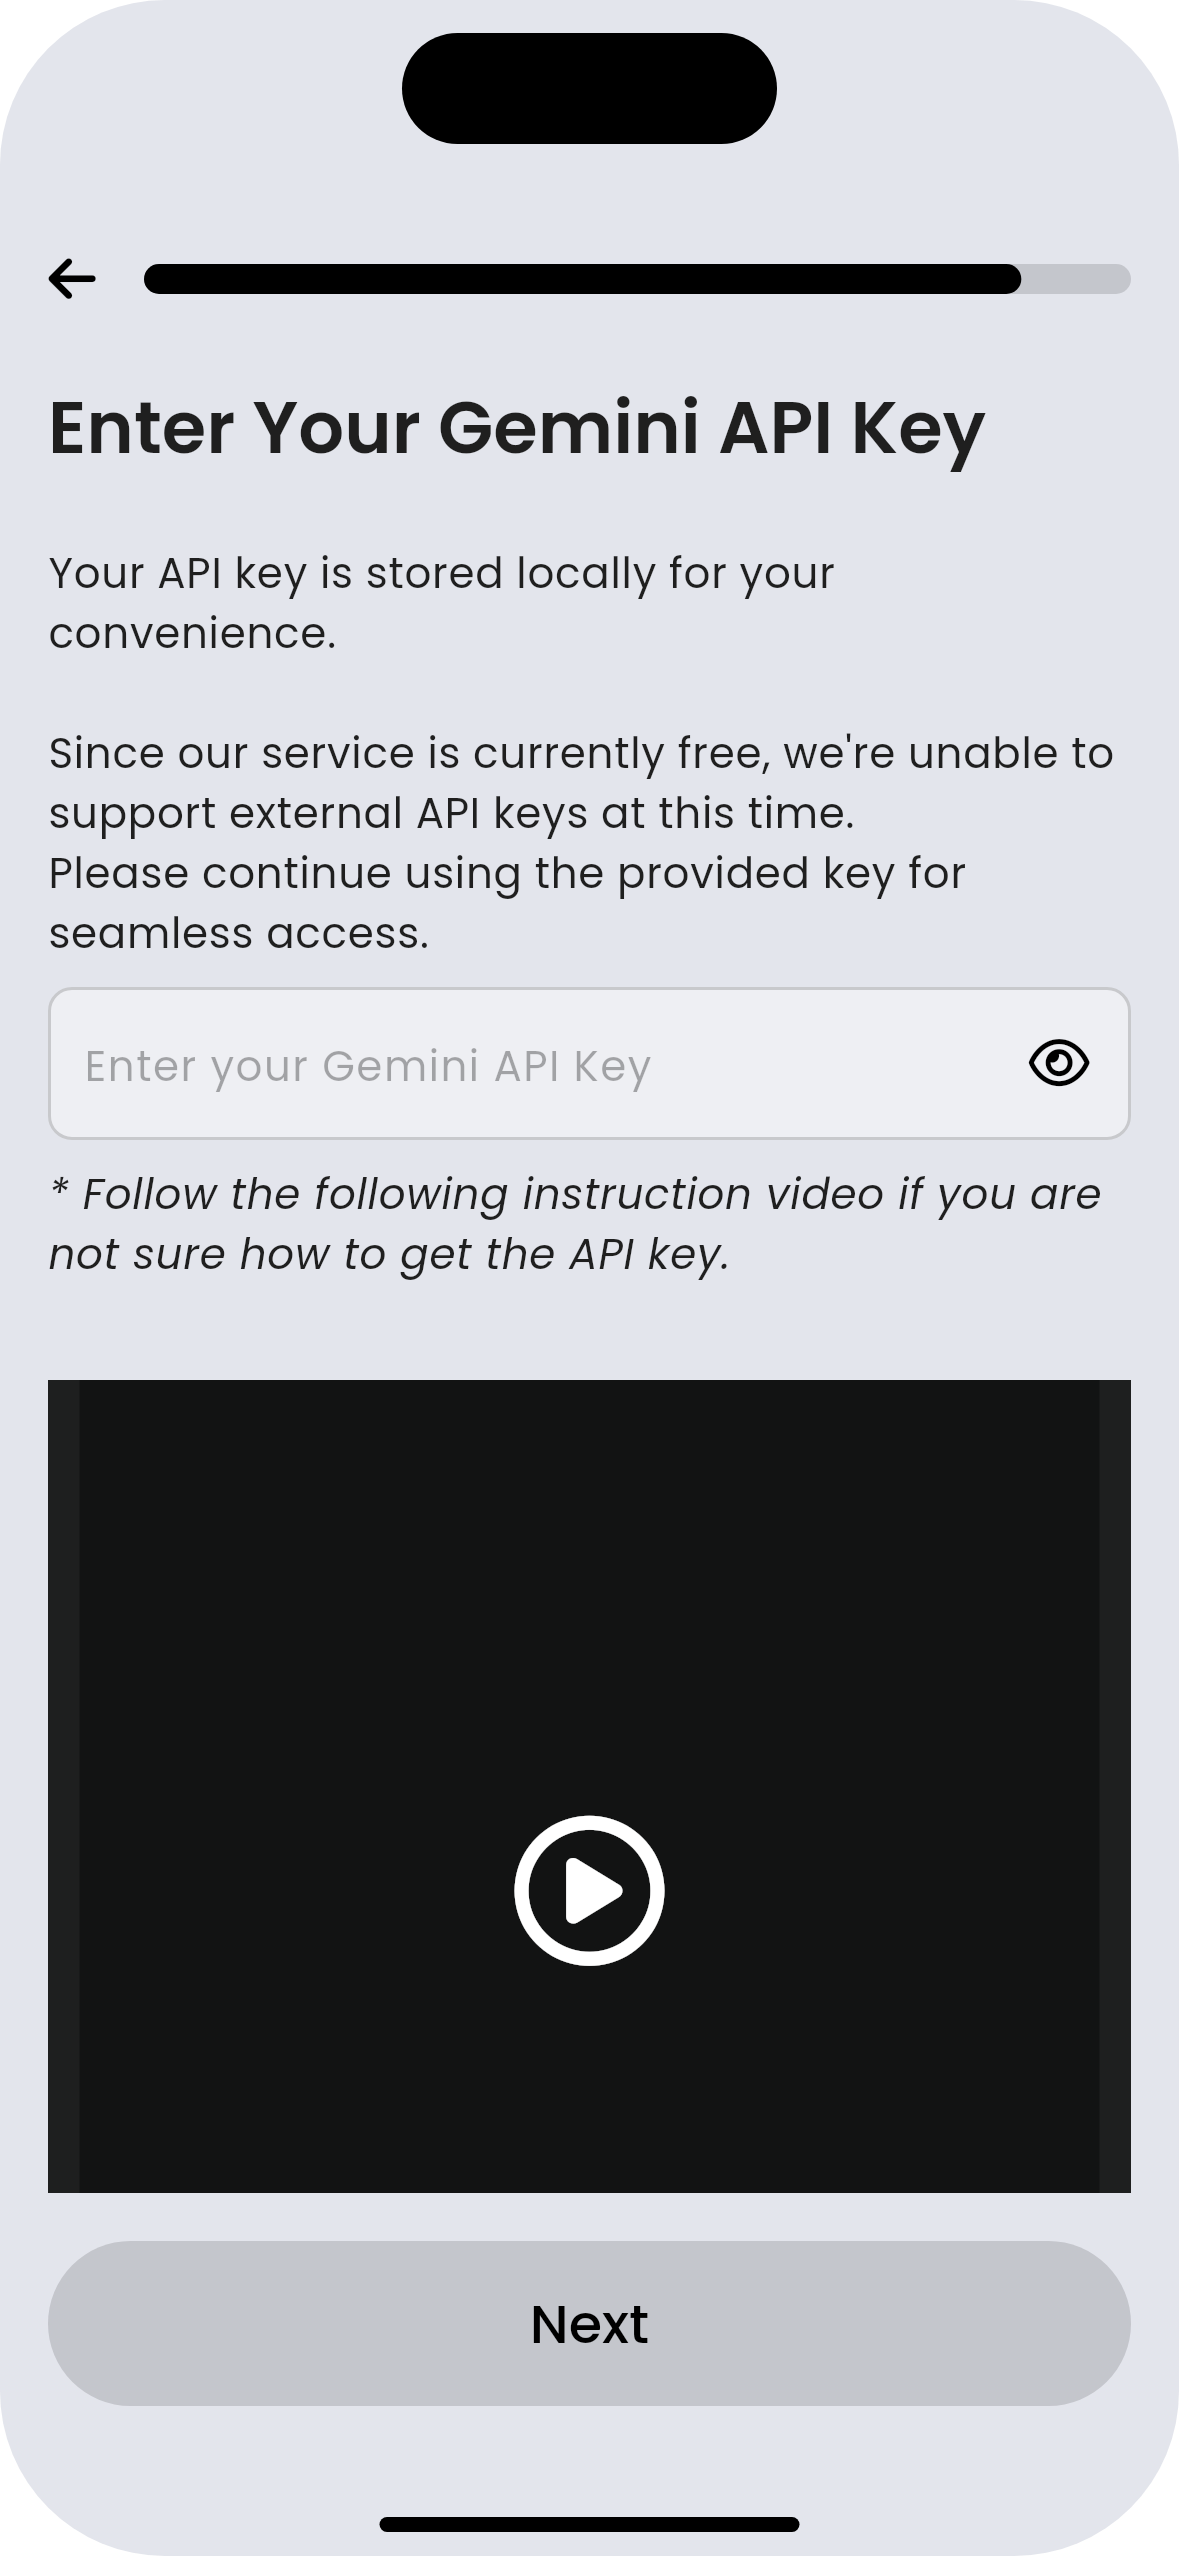 Enter Your Gemini API Key
Your API key is stored locally for your
convenience.
Since our service is currently free, we're unable to
support external API keys at this time.
Please continue using the provided key for
seamless access.
Enter your Gemini API Key
* Follow the following instruction video if you are
not sure how to get the API key.
Next